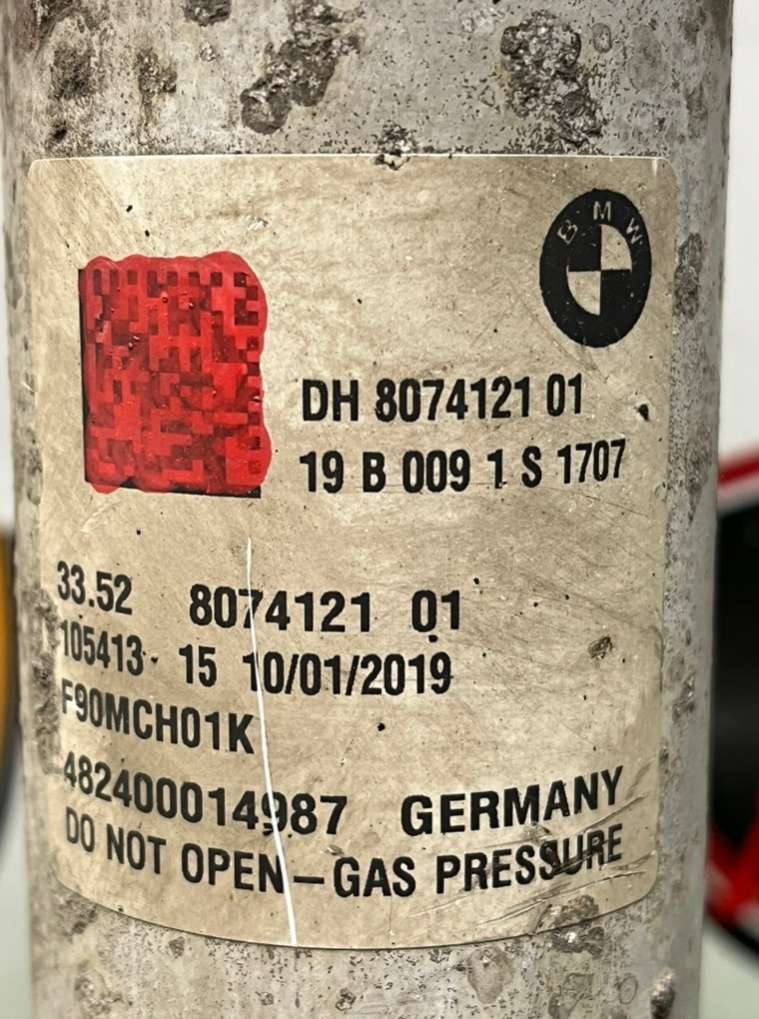 BMW
DH 8074121 01
19 B 009 1 S 1707
33.52 8074121 01
105413- 15 10/01/2019
F90MCH01K
482400014987 GERMANY
DO NOT OPEN – GAS PRESSURE